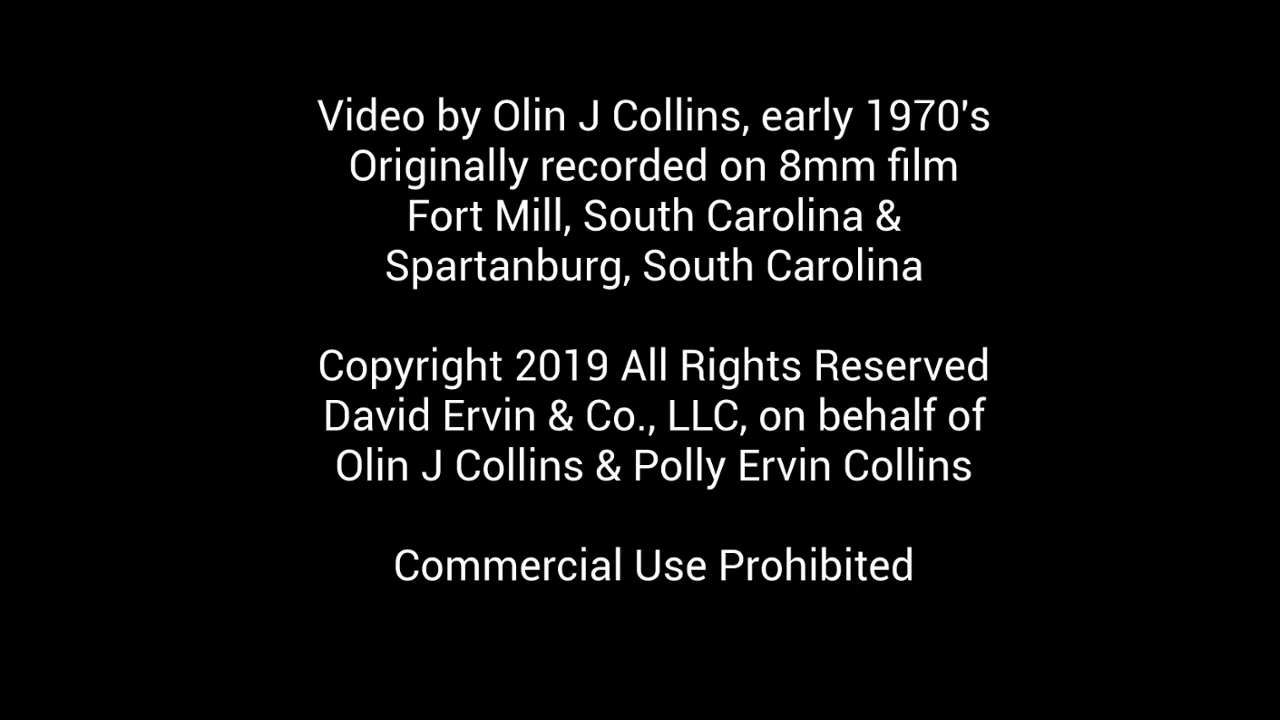 Video by Olin J Collins, early 1970's
Originally recorded on 8mm film
Fort Mill, South Carolina &
Spartanburg, South Carolina
Copyright 2019 All Rights Reserved
David Ervin & Co., LLC, on behalf of
Olin J Collins & Polly Ervin Collins
Commercial Use Prohibited